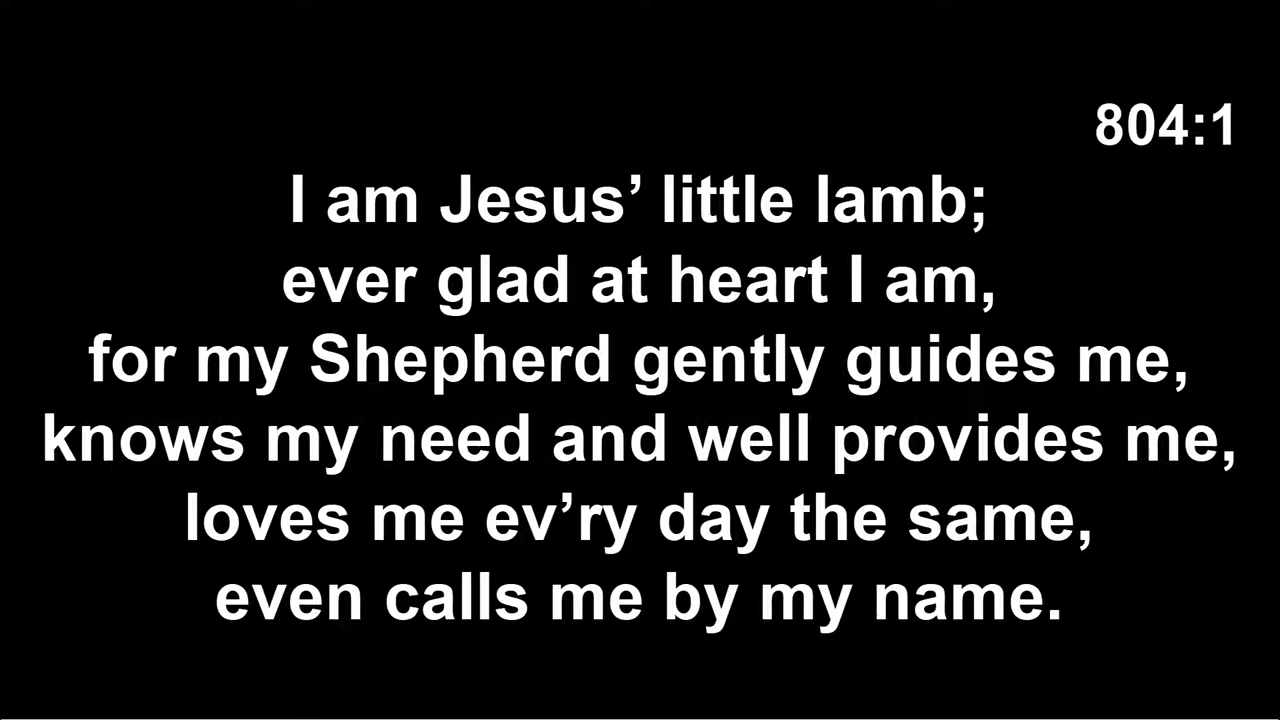 804:1
I am Jesus’ little lamb;
ever glad at heart I am,
for my Shepherd gently guides me,
knows my need and well provides me,
loves me ev’ry day the same,
even calls me by my name.